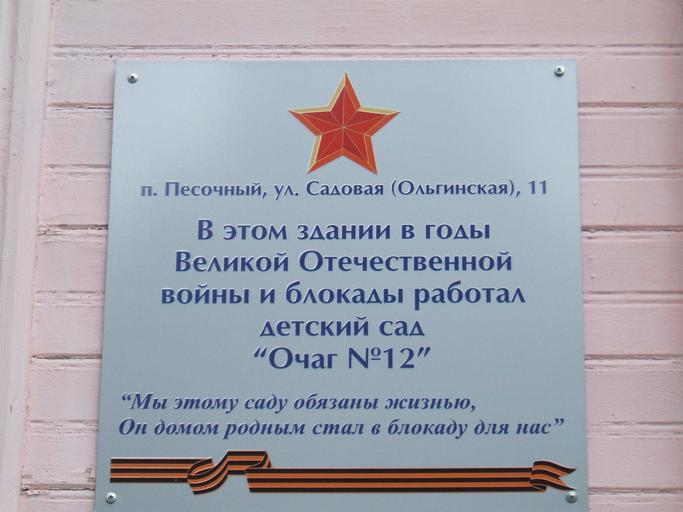 п. Песочный, ул. Садовая (Ольгинская), 11
В этом здании в годы
Великой Отечественной
войны и блокады работал
детский сад
“Очаг №12”
“Мы этому саду обязаны жизнью,
Он домом родным стал в блокаду для нас”